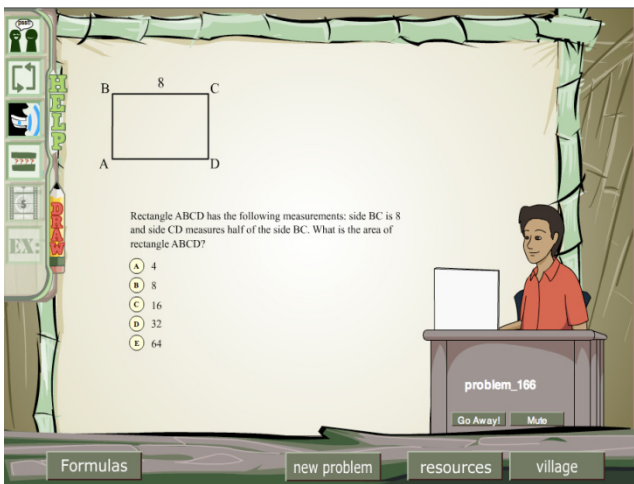 psst!
HELP
????
DRAW
EX:
B 8 C
A D
Rectangle ABCD has the following measurements: side BC is 8
and side CD measures half of the side BC. What is the area of
rectangle ABCD?
A 4
B 8
C 16
D 32
E 64
problem_166
Go Away! Mute
Formulas new problem resources village